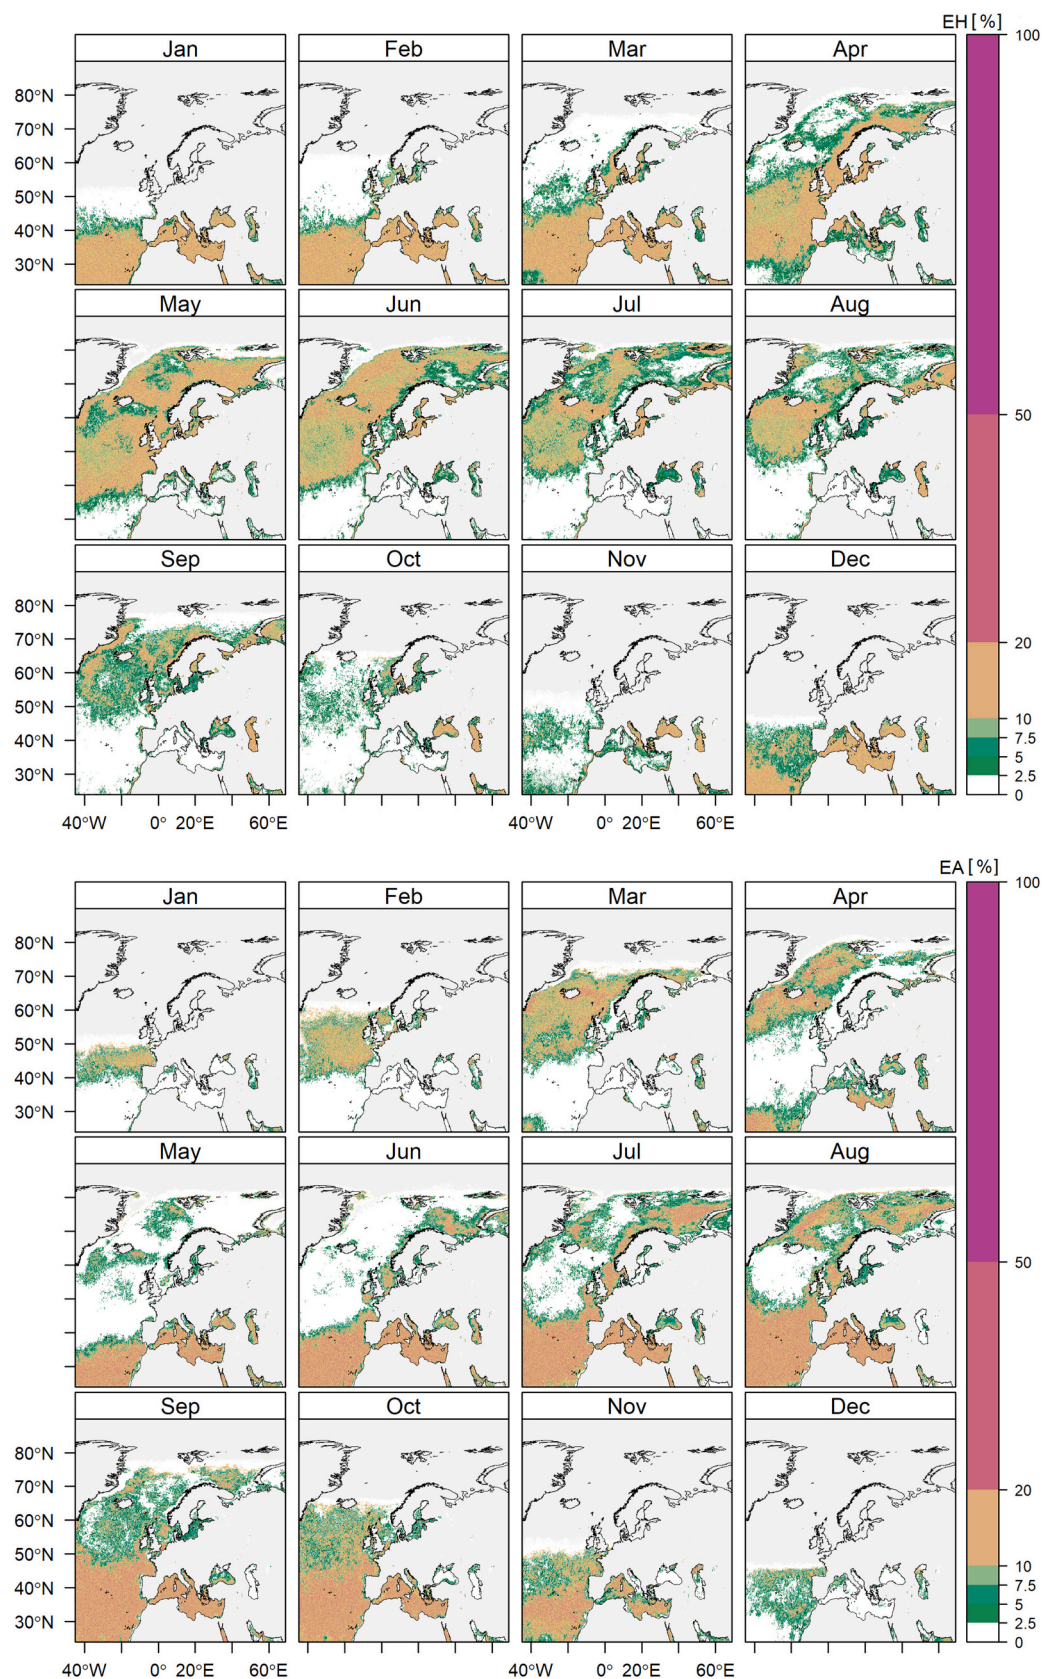 EH [%]
Jan Feb Mar Apr
100
80°N
70°N
60°N
50°N
40°N
30°N
May Jun Jul Aug
50
Sep Oct Nov Dec
80°N
70°N
60°N
50°N
40°N
30°N
20
10
7.5
5
2.5
0
40°W 0° 20°E 60°E 40°W 0° 20°E 60°E
EA [%]
Jan Feb Mar Apr
100
80°N
70°N
60°N
50°N
40°N
30°N
May Jun Jul Aug
50
Sep Oct Nov Dec
80°N
70°N
60°N
50°N
40°N
30°N
20
10
7.5
5
2.5
0
40°W 0° 20°E 60°E 40°W 0° 20°E 60°E